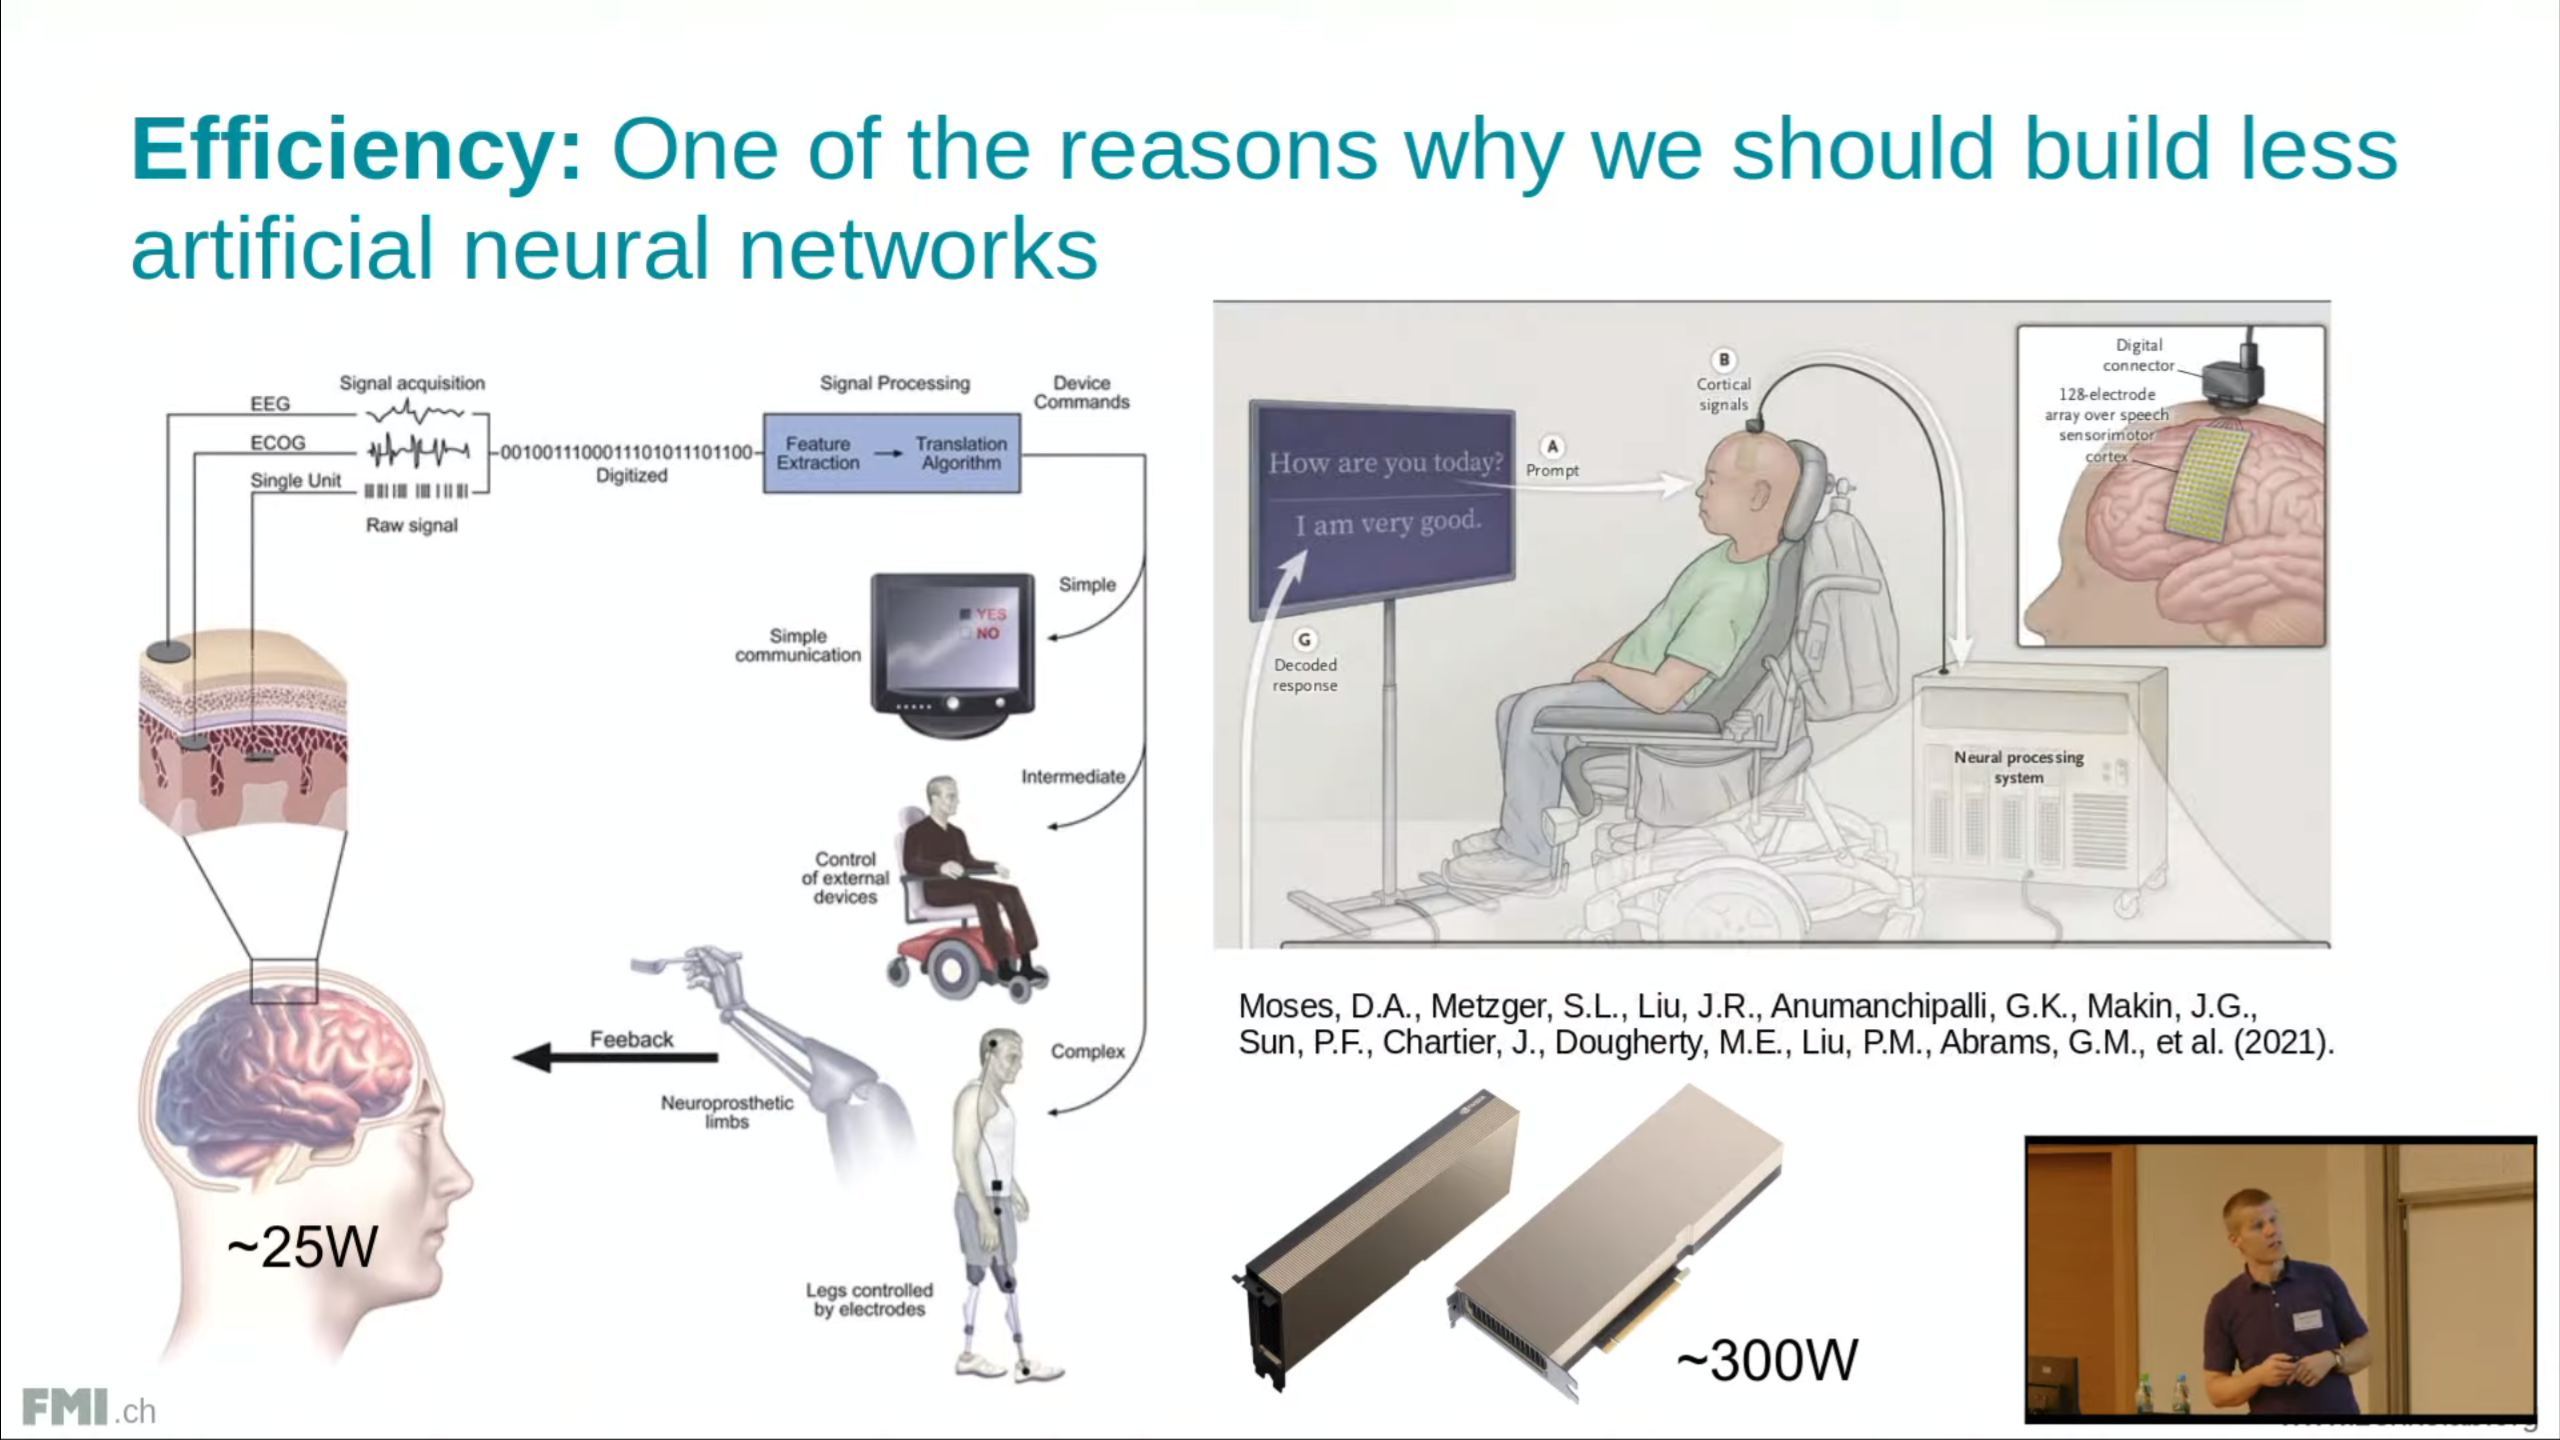 Efficiency: One of the reasons why we should build less
artificial neural networks
Signal acquisition
EEG
ECOG
Single Unit
Raw signal
00100111000111010111101100
Digitized
Signal Processing
Feature
Extraction
Translation
Algorithm
Device
Commands
Simple
YES
NO
Simple
communication
Intermediate
Control
of external
devices
Complex
Feeback
Neuroprosthetic
limbs
Legs controlled
by electrodes
~25W
How are you today?
I am very good.
A
Prompt
B
Cortical
signals
G
Decoded
response
Digital
connector
128-electrode
array over speech
sensorimotor
cortex
Neural processing
system
Moses, D.A., Metzger, S.L., Liu, J.R., Anumanchipalli, G.K., Makin, J.G.,
Sun, P.F., Chartier, J., Dougherty, M.E., Liu, P.M., Abrams, G.M., et al. (2021).
~300W
FMI.ch